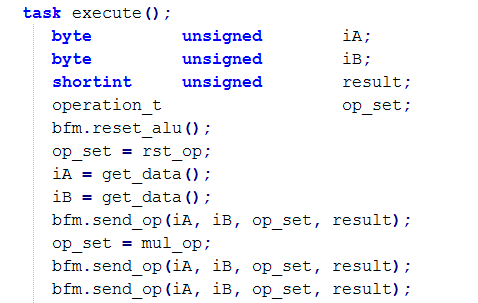 task execute();
byte unsigned iA;
byte unsigned iB;
shortint unsigned result;
operation_t op_set;
bfm.reset_alu();
op_set = rst_op;
iA = get_data();
iB = get_data();
bfm.send_op(iA, iB, op_set, result);
op_set = mul_op;
bfm.send_op(iA, iB, op_set, result);
bfm.send_op(iA, iB, op_set, result);